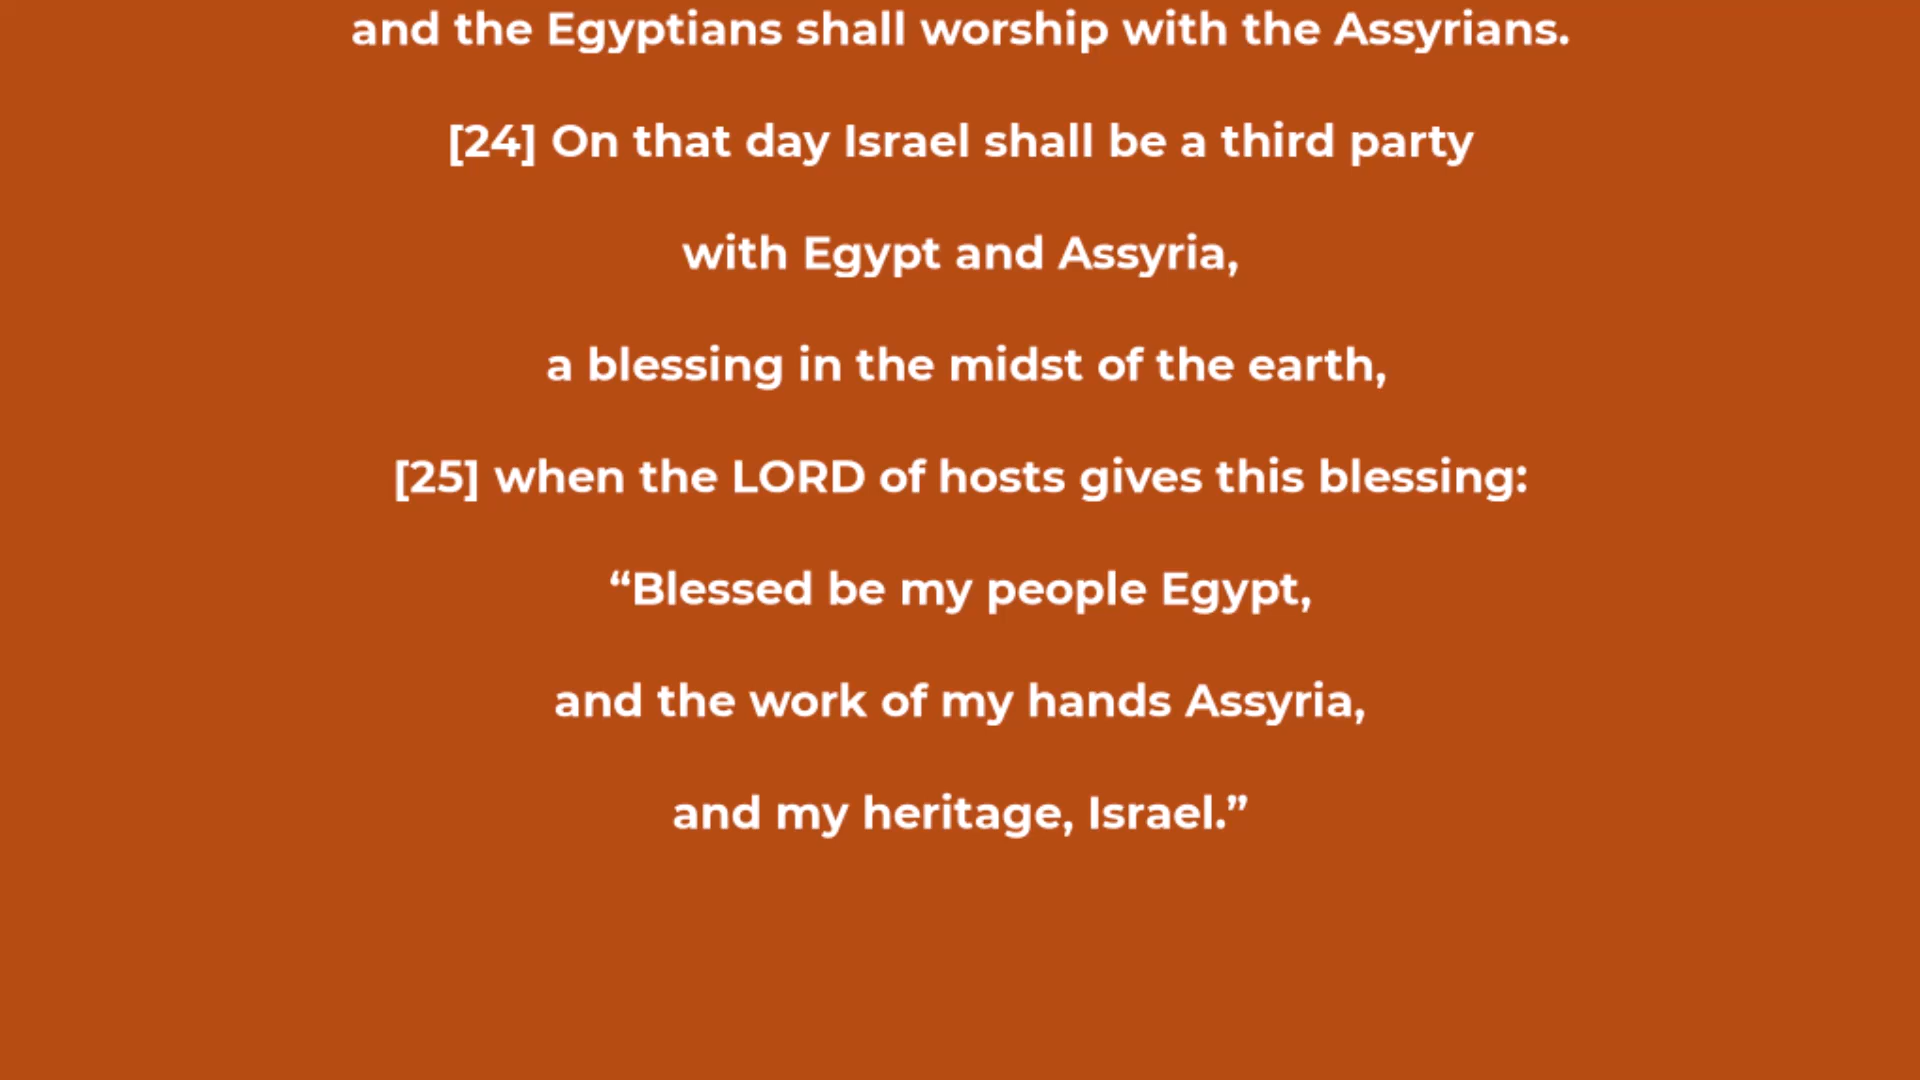 and the Egyptians shall worship with the Assyrians.
[24] On that day Israel shall be a third party
with Egypt and Assyria,
a blessing in the midst of the earth,
[25] when the LORD of hosts gives this blessing:
“Blessed be my people Egypt,
and the work of my hands Assyria,
and my heritage, Israel.”